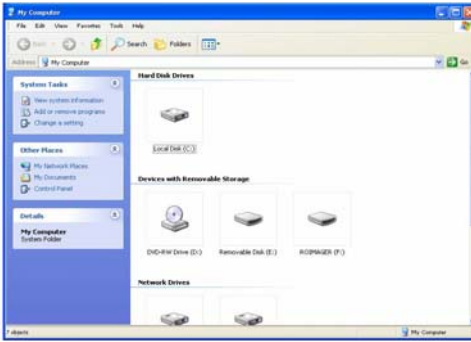 My Computer
File Edit View Favorites Tools Help
Back Search Folders
Address My Computer Go
System Tasks
View system information
Add or remove programs
Change a setting
Other Places
My Network Places
My Documents
Control Panel
Details
My Computer
System Folder
Hard Disk Drives
Local Disk (C:)
Devices with Removable Storage
DVD-RW Drive (D:) Removable Disk (E:) ROIMAGER (F:)
Network Drives
7 objects My Computer